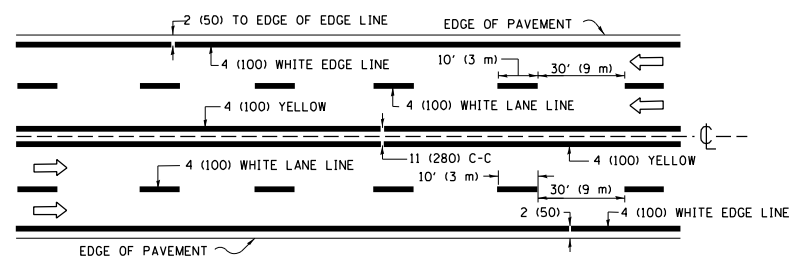 2 (50) TO EDGE OF EDGE LINE
EDGE OF PAVEMENT
4 (100) WHITE EDGE LINE
10' (3 m)
30' (9 m)
4 (100) YELLOW
4 (100) WHITE LANE LINE
℄
4 (100) WHITE LANE LINE
11 (280) C-C
4 (100) YELLOW
10' (3 m)
30' (9 m)
2 (50)
4 (100) WHITE EDGE LINE
EDGE OF PAVEMENT